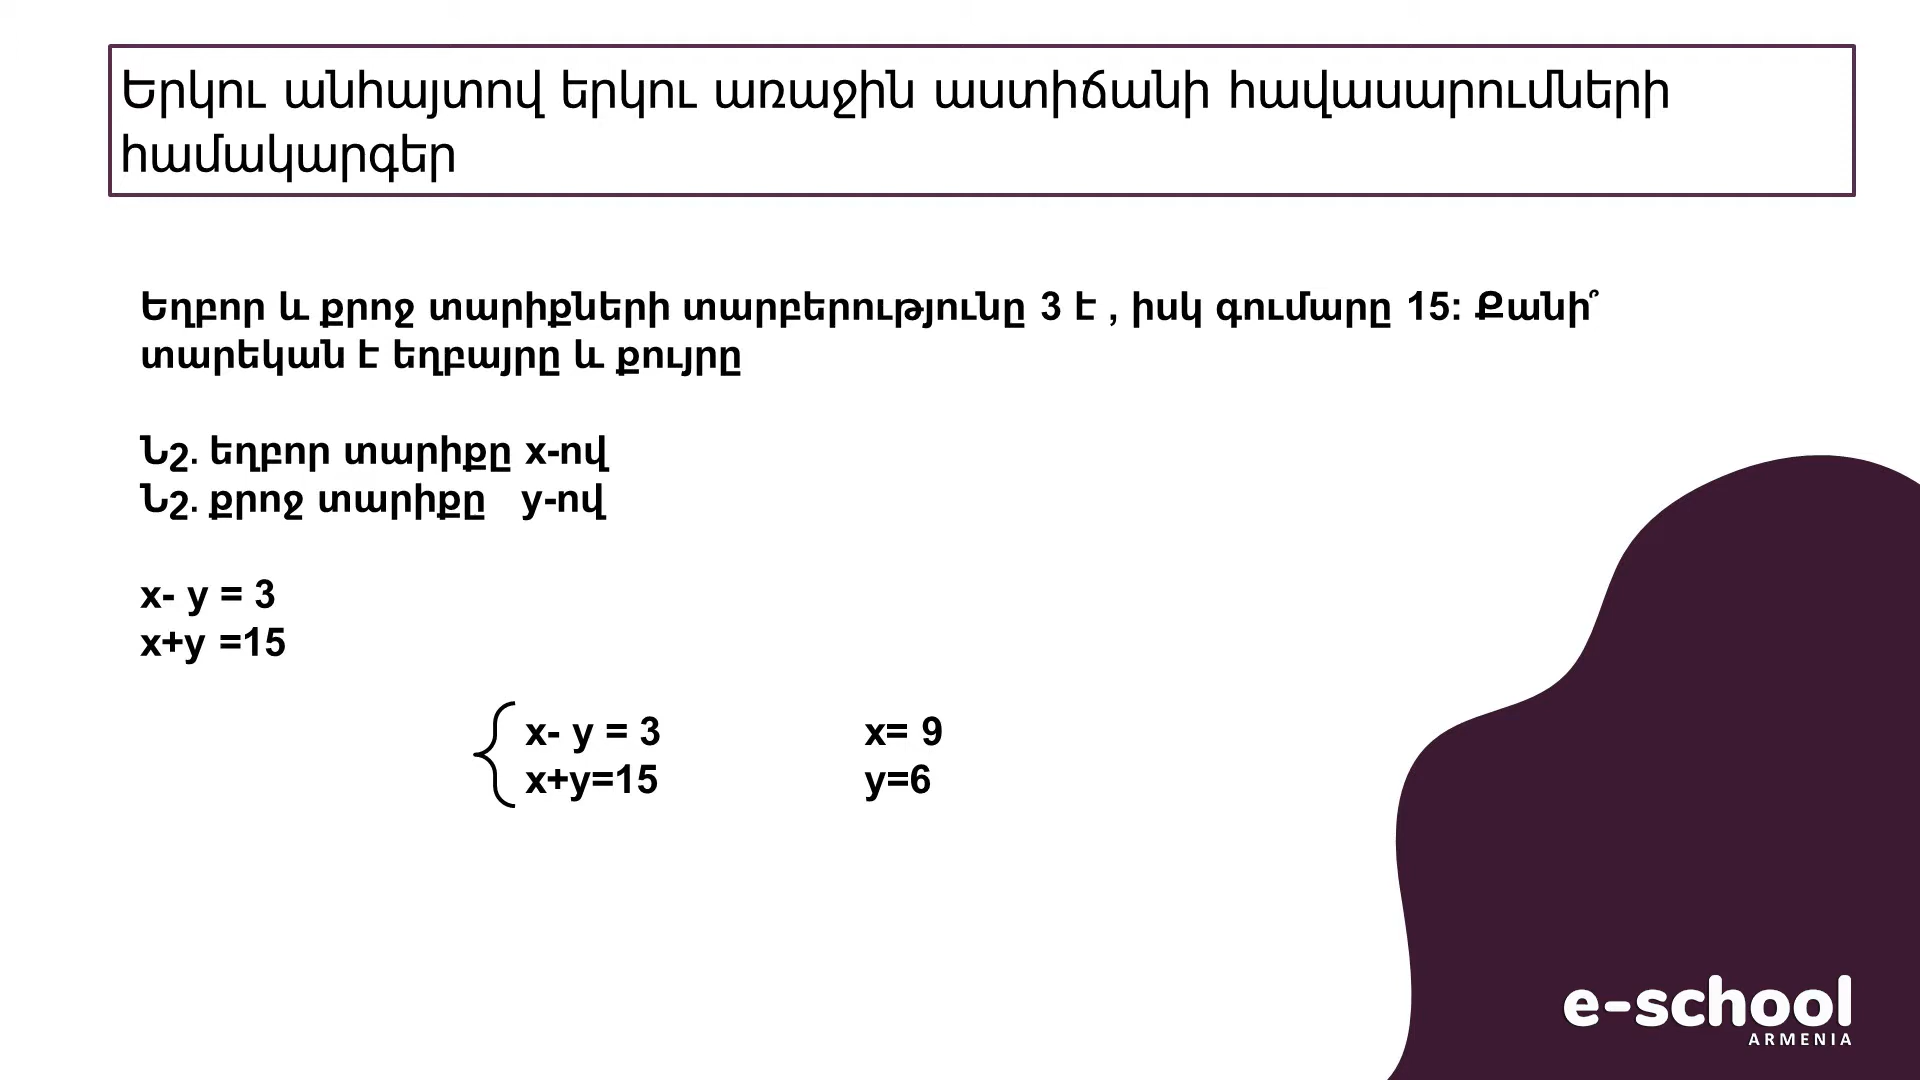 Երկու անհայտով երկու առաջին աստիճանի հավասարումների
համակարգեր
Եղբոր և քրոջ տարիքների տարբերությունը 3 է , իսկ գումարը 15: Քանի՞
տարեկան է եղբայրը և քույրը
Նշ. եղբոր տարիքը x-ով
Նշ. քրոջ տարիքը y-ով
x- y = 3
x+y =15
x- y = 3 x= 9
x+y=15 y=6
e-school
ARMENIA